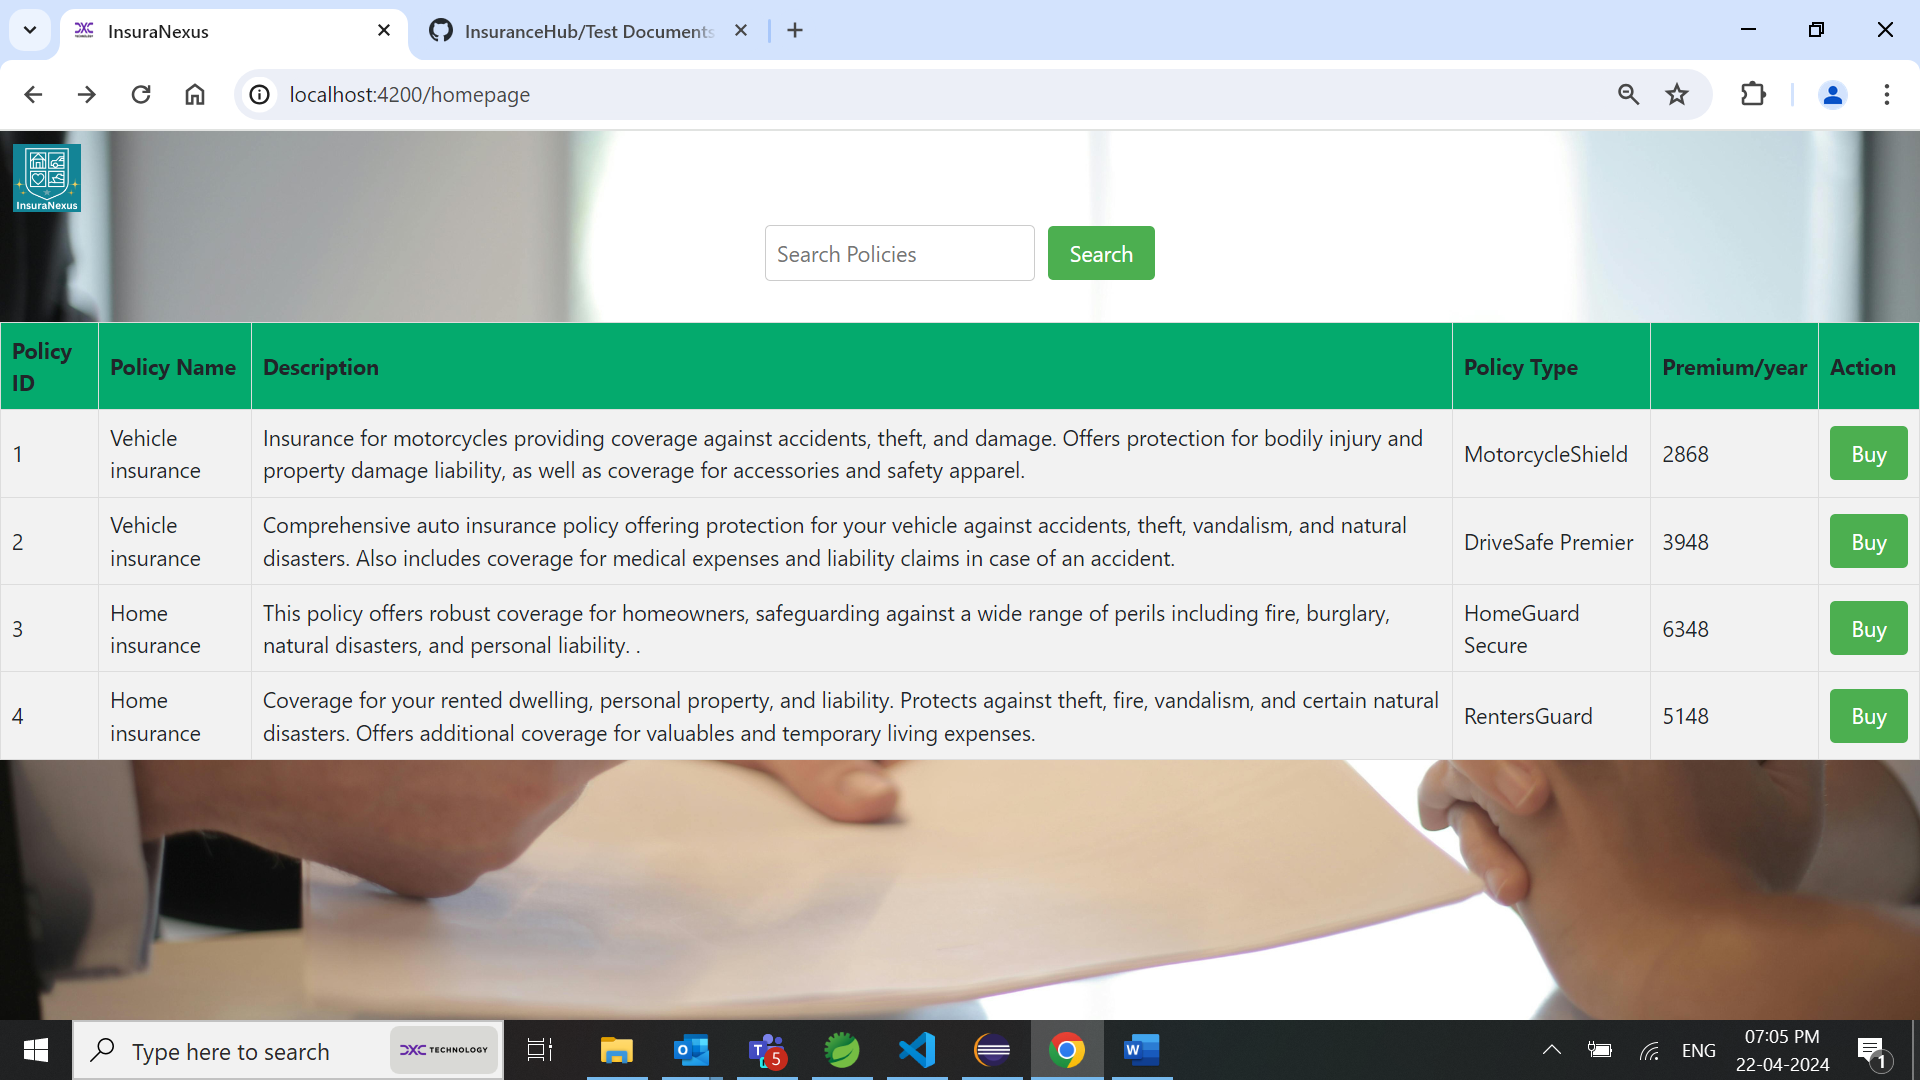 InsuraNexus
InsuranceHub/Test Documents
localhost:4200/homepage
InsuraNexus
Search Policies
Search
Policy ID
Policy Name
Description
Policy Type
Premium/year
Action
1
Vehicle insurance
Insurance for motorcycles providing coverage against accidents, theft, and damage. Offers protection for bodily injury and
property damage liability, as well as coverage for accessories and safety apparel.
MotorcycleShield
2868
Buy
2
Vehicle insurance
Comprehensive auto insurance policy offering protection for your vehicle against accidents, theft, vandalism, and natural
disasters. Also includes coverage for medical expenses and liability claims in case of an accident.
DriveSafe Premier
3948
Buy
3
Home insurance
This policy offers robust coverage for homeowners, safeguarding against a wide range of perils including fire, burglary,
natural disasters, and personal liability. .
HomeGuard Secure
6348
Buy
4
Home insurance
Coverage for your rented dwelling, personal property, and liability. Protects against theft, fire, vandalism, and certain natural
disasters. Offers additional coverage for valuables and temporary living expenses.
RentersGuard
5148
Buy
Type here to search
DXC TECHNOLOGY
5
ENG
07:05 PM
22-04-2024
1